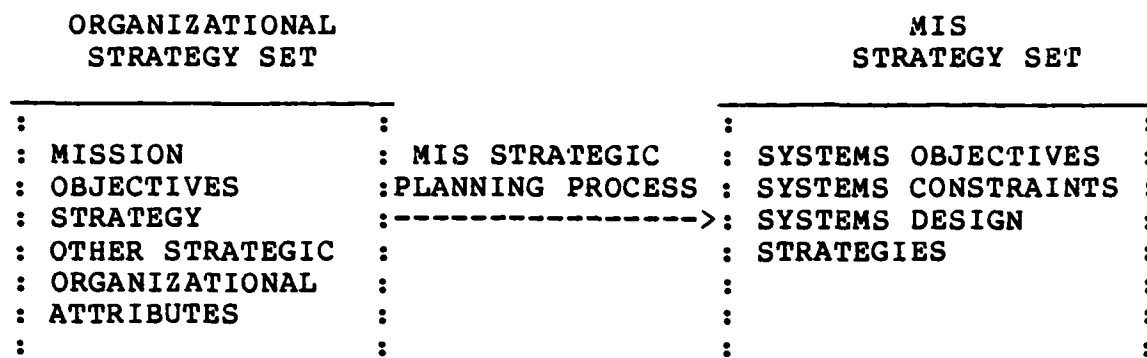 ORGANIZATIONAL MIS
STRATEGY SET STRATEGY SET
: : : :
: MISSION : MIS STRATEGIC : SYSTEMS OBJECTIVES :
: OBJECTIVES :PLANNING PROCESS : SYSTEMS CONSTRAINTS :
: STRATEGY :----------------->: SYSTEMS DESIGN :
: OTHER STRATEGIC : : STRATEGIES :
: ORGANIZATIONAL : : :
: ATTRIBUTES : : :
: : : :